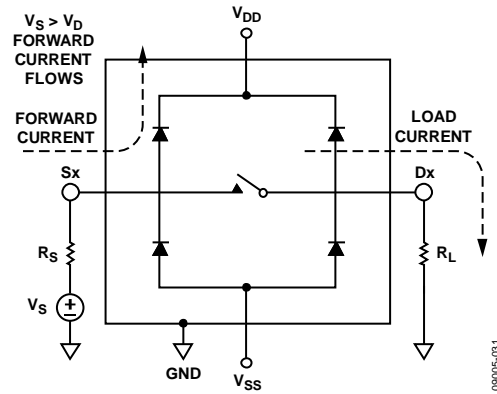 VS > VD
FORWARD
CURRENT
FLOWS
VDD
FORWARD
CURRENT
LOAD
CURRENT
Sx
Dx
RS
RL
VS
GND
VSS
09005-031